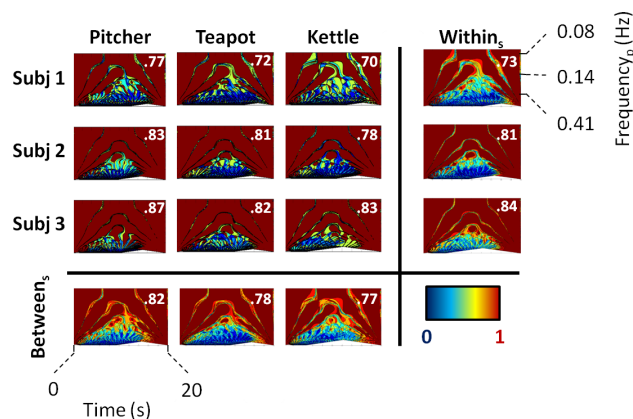 Pitcher Teapot Kettle Within_s
Subj 1 .77 .72 .70 .73
0.08
0.14
0.41
Frequency_p (Hz)
Subj 2 .83 .81 .78 .81
Subj 3 .87 .82 .83 .84
Between_s .82 .78 .77
0 1
0 20
Time (s)